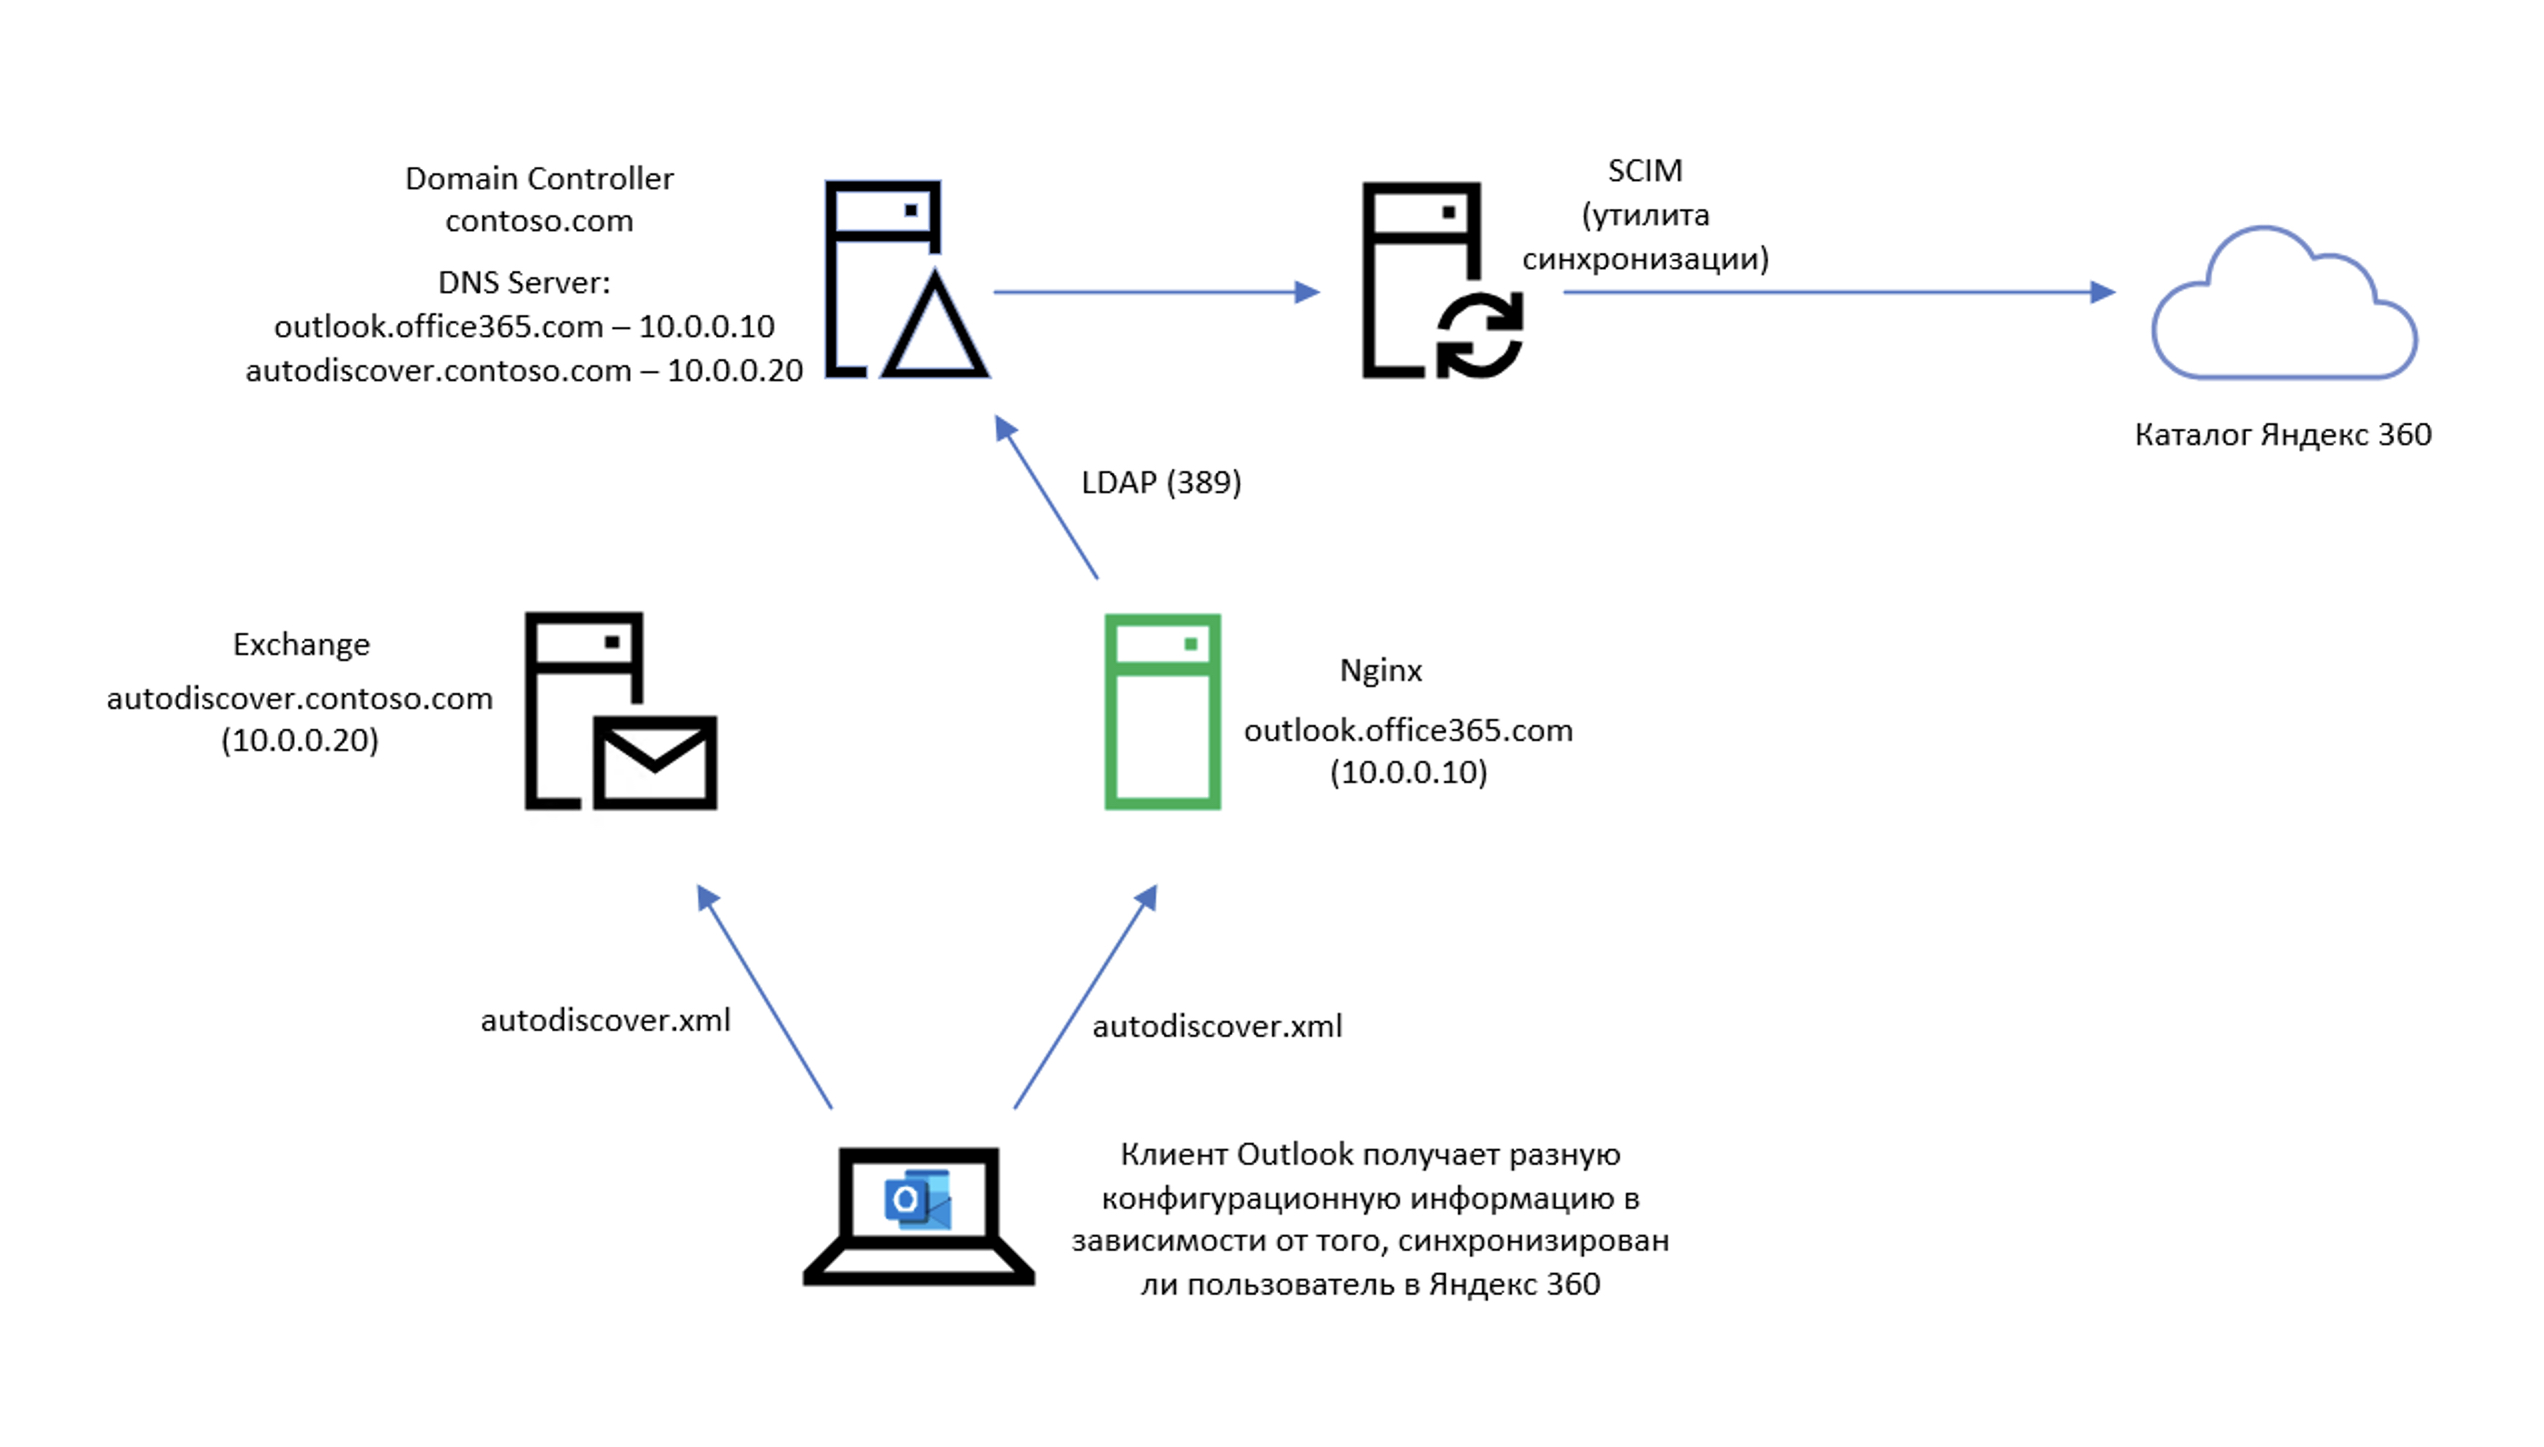 Domain Controller
contoso.com
DNS Server:
outlook.office365.com – 10.0.0.10
autodiscover.contoso.com – 10.0.0.20
SCIM
(утилита
синхронизации)
Каталог Яндекс 360
LDAP (389)
Exchange
autodiscover.contoso.com
(10.0.0.20)
Nginx
outlook.office365.com
(10.0.0.10)
autodiscover.xml
autodiscover.xml
Клиент Outlook получает разную
конфигурационную информацию в
зависимости от того, синхронизирован
ли пользователь в Яндекс 360